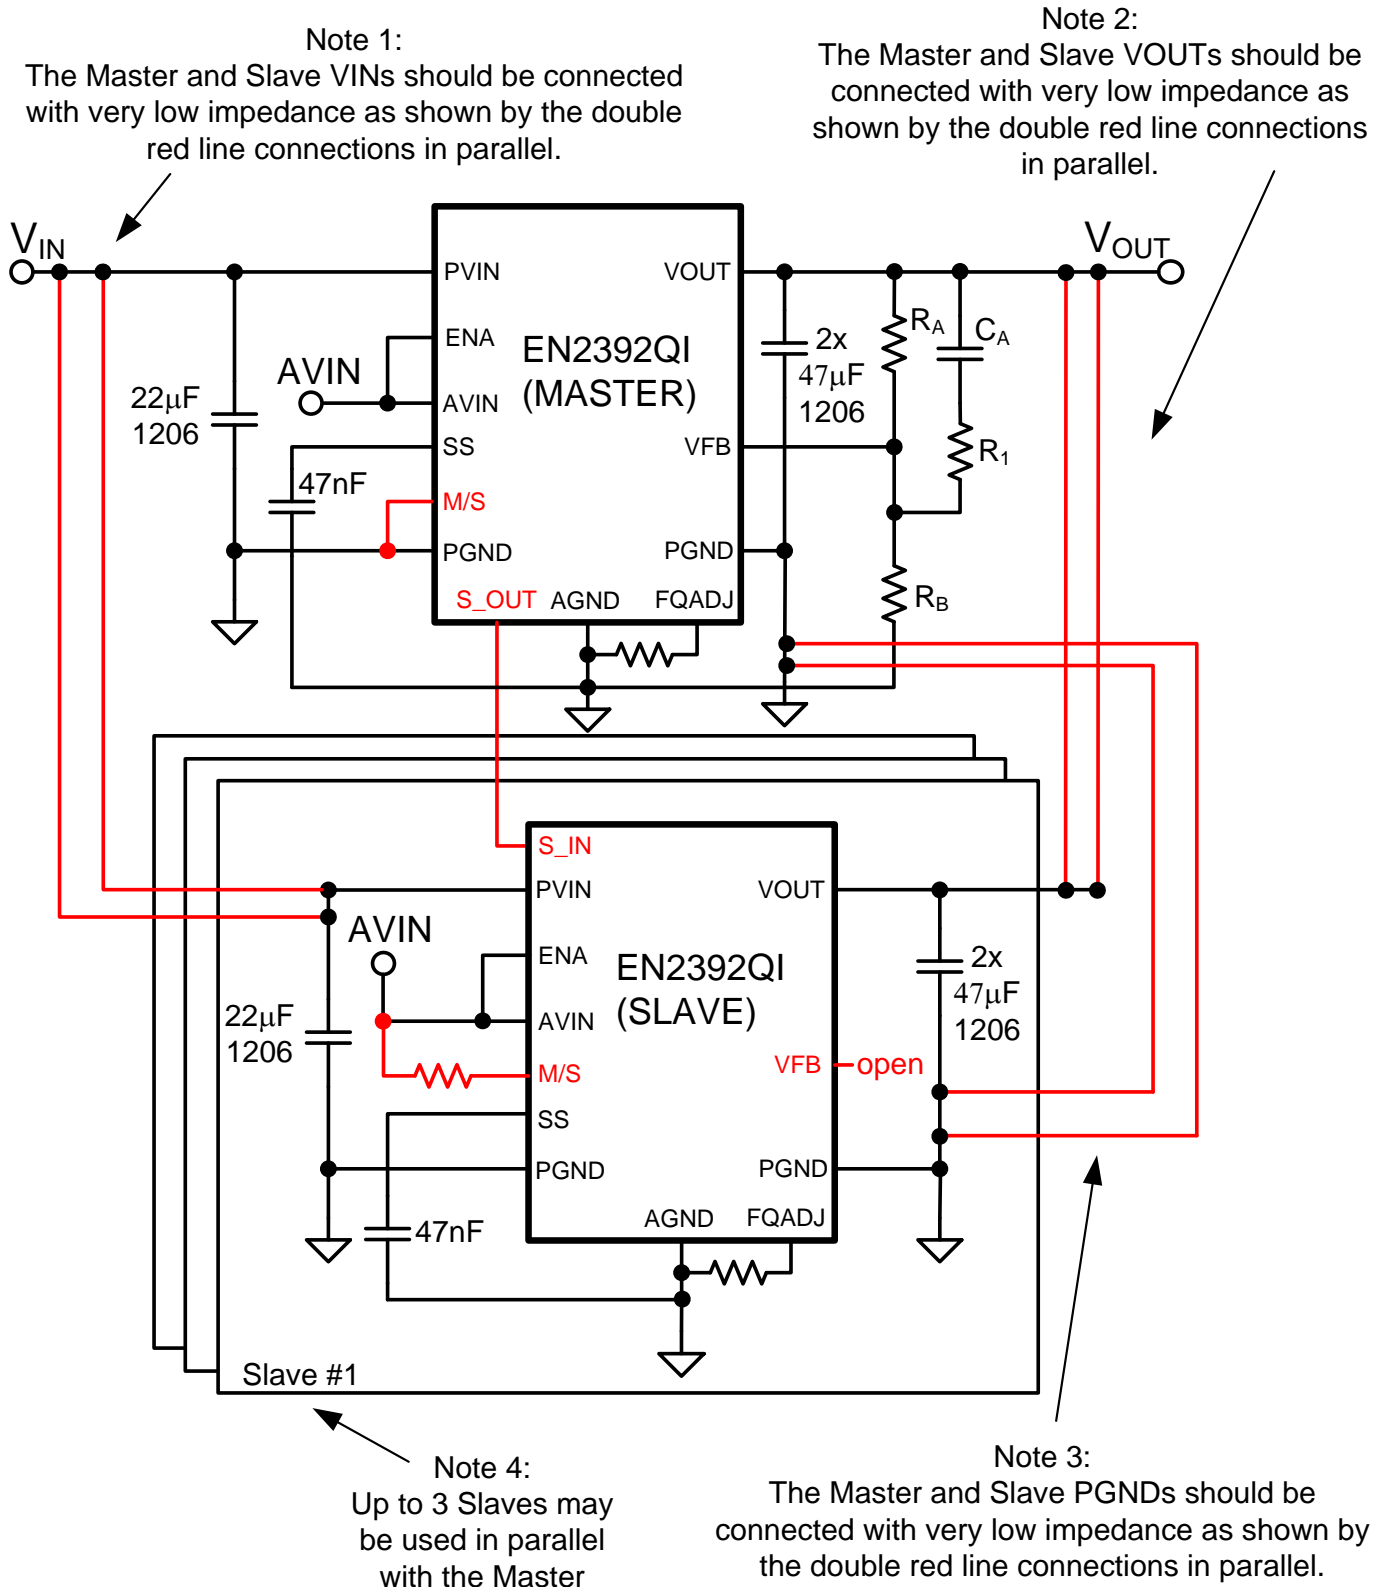 Note 1:
The Master and Slave VINs should be connected
with very low impedance as shown by the double
red line connections in parallel.
Note 2:
The Master and Slave VOUTs should be
connected with very low impedance as
shown by the double red line connections
in parallel.
VIN
VOUT
PVIN
VOUT
ENA
EN2392QI
(MASTER)
AVIN
AVIN
22μF
1206
SS
47nF
M/S
PGND
S_OUT
AGND
FQADJ
VFB
PGND
2x
47μF
1206
RA
CA
R1
RB
S_IN
PVIN
VOUT
AVIN
ENA
EN2392QI
(SLAVE)
AVIN
22μF
1206
M/S
VFB
open
SS
PGND
PGND
47nF
AGND
FQADJ
2x
47μF
1206
Slave #1
Note 4:
Up to 3 Slaves may
be used in parallel
with the Master
Note 3:
The Master and Slave PGNDs should be
connected with very low impedance as shown by
the double red line connections in parallel.